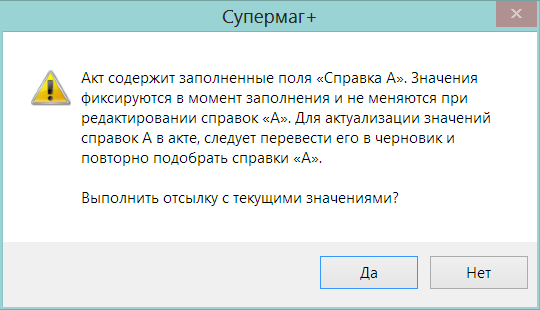 Супермаг+
Акт содержит заполненные поля «Справка А». Значения
фиксируются в момент заполнения и не меняются при
редактировании справок «А». Для актуализации значений
справок А в акте, следует перевести его в черновик и
повторно подобрать справки «А».
Выполнить отсылку с текущими значениями?
Да
Нет